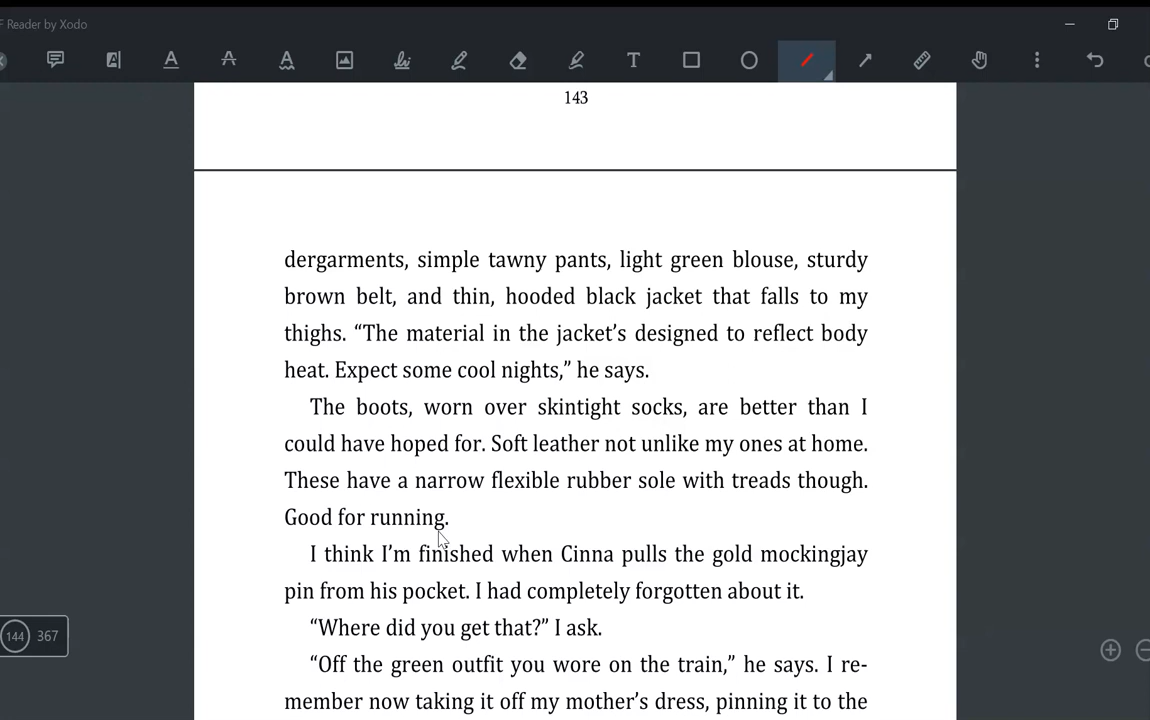 F Reader by Xodo
T
143
dergarments, simple tawny pants, light green blouse, sturdy
brown belt, and thin, hooded black jacket that falls to my
thighs. “The material in the jacket’s designed to reflect body
heat. Expect some cool nights,” he says.
The boots, worn over skintight socks, are better than I
could have hoped for. Soft leather not unlike my ones at home.
These have a narrow flexible rubber sole with treads though.
Good for running.
I think I’m finished when Cinna pulls the gold mockingjay
pin from his pocket. I had completely forgotten about it.
“Where did you get that?” I ask.
“Off the green outfit you wore on the train,” he says. I re-
member now taking it off my mother’s dress, pinning it to the
144 367